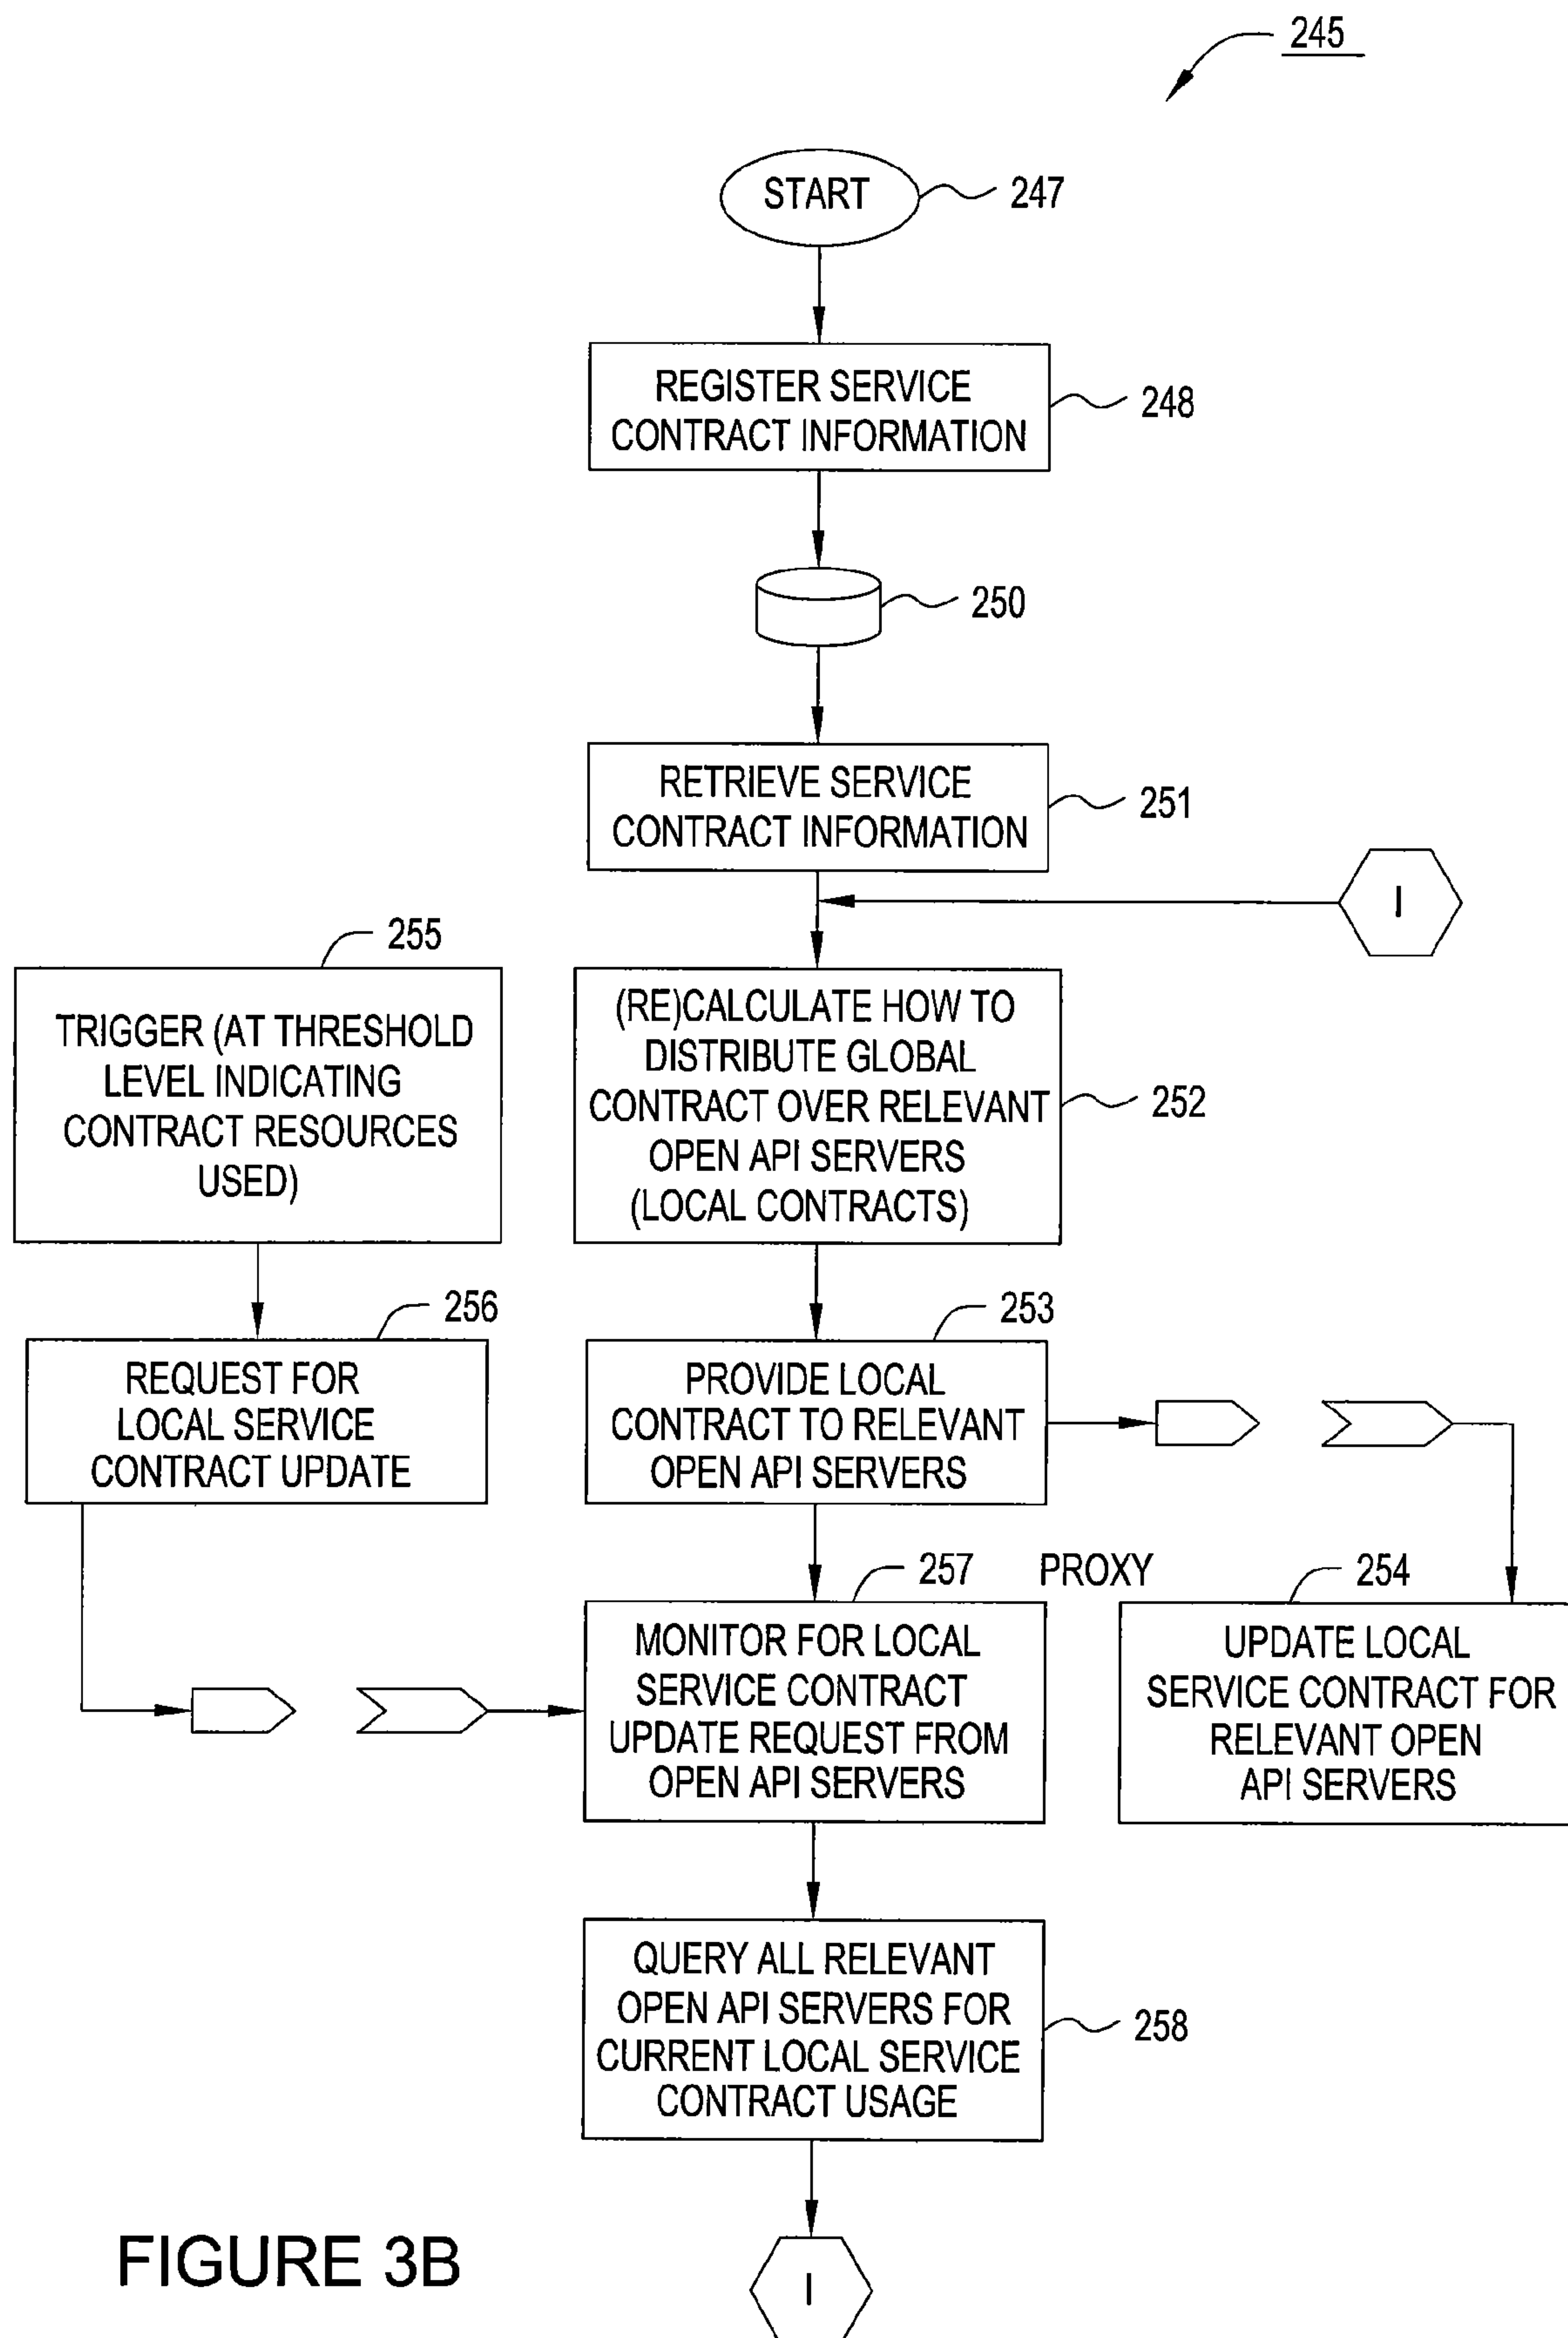 245
START
247
REGISTER SERVICE
CONTRACT INFORMATION
248
250
RETRIEVE SERVICE
CONTRACT INFORMATION
251
I
255
TRIGGER (AT THRESHOLD
LEVEL INDICATING
CONTRACT RESOURCES
USED)
(RE)CALCULATE HOW TO
DISTRIBUTE GLOBAL
CONTRACT OVER RELEVANT
OPEN API SERVERS
(LOCAL CONTRACTS)
252
256
REQUEST FOR
LOCAL SERVICE
CONTRACT UPDATE
253
PROVIDE LOCAL
CONTRACT TO RELEVANT
OPEN API SERVERS
257
MONITOR FOR LOCAL
SERVICE CONTRACT
UPDATE REQUEST FROM
OPEN API SERVERS
PROXY
254
UPDATE LOCAL
SERVICE CONTRACT FOR
RELEVANT OPEN
API SERVERS
QUERY ALL RELEVANT
OPEN API SERVERS FOR
CURRENT LOCAL SERVICE
CONTRACT USAGE
258
I
FIGURE 3B